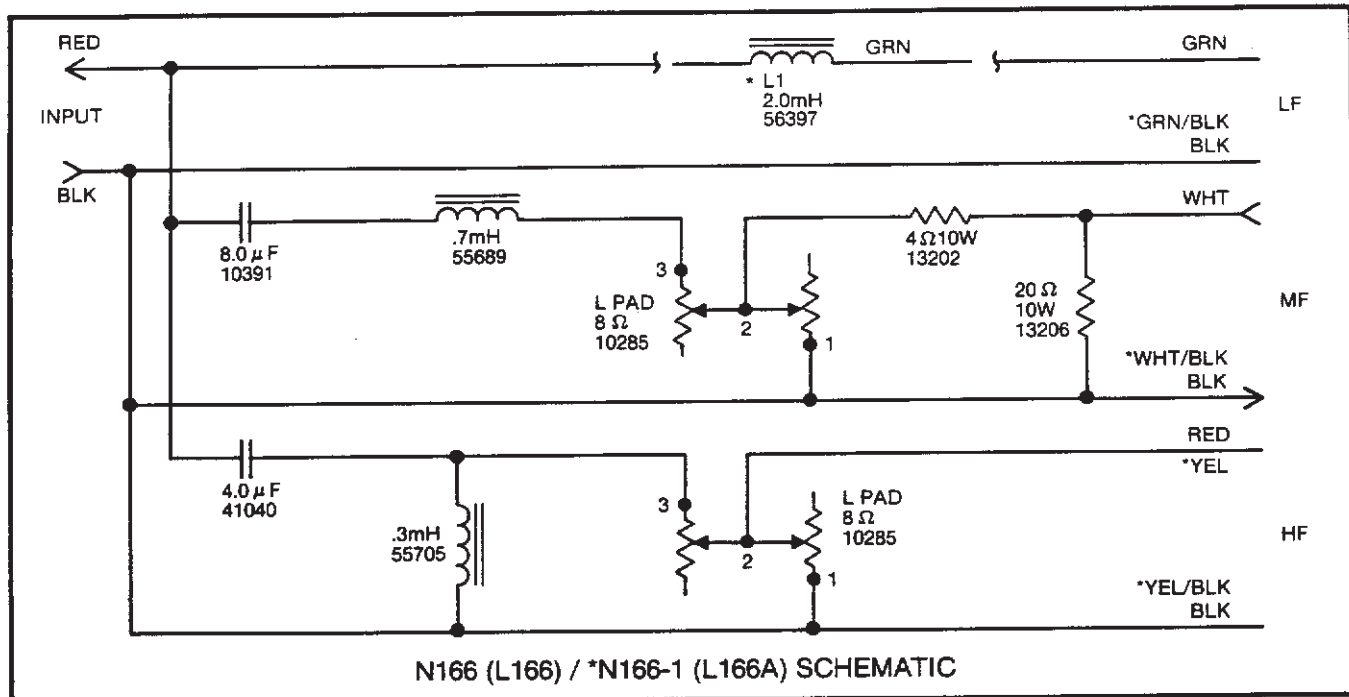 RED
GRN
GRN
* L1
2.0mH
56397
INPUT
LF
*GRN/BLK
BLK
BLK
WHT
8.0 µF
10391
.7mH
55689
4Ω10W
13202
3
L PAD
8 Ω
10285
2
1
20 Ω
10W
13206
MF
*WHT/BLK
BLK
RED
*YEL
4.0 µF
41040
.3mH
55705
3
2
L PAD
8 Ω
10285
1
HF
*YEL/BLK
BLK
N166 (L166) / *N166-1 (L166A) SCHEMATIC